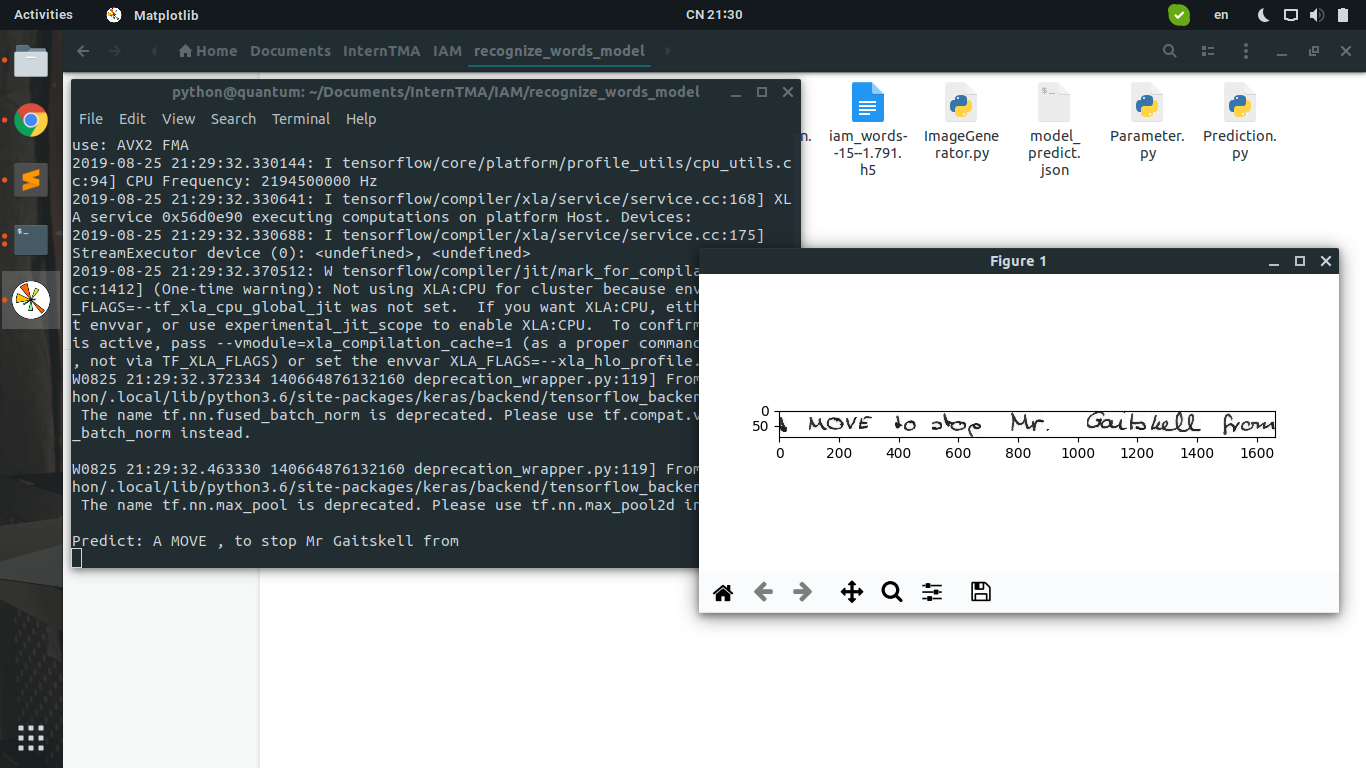 Activities Matplotlib CN 21:30 en
Home Documents InternTMA IAM recognize_words_model
python@quantum: ~/Documents/InternTMA/IAM/recognize_words_model
File Edit View Search Terminal Help
use: AVX2 FMA
2019-08-25 21:29:32.330144: I tensorflow/core/platform/profile_utils/cpu_utils.c
c:94] CPU Frequency: 2194500000 Hz
2019-08-25 21:29:32.330641: I tensorflow/compiler/xla/service/service.cc:168] XL
A service 0x56d0e90 executing computations on platform Host. Devices:
2019-08-25 21:29:32.330688: I tensorflow/compiler/xla/service/service.cc:175]
StreamExecutor device (0): <undefined>, <undefined>
2019-08-25 21:29:32.370512: W tensorflow/compiler/jit/mark_for_compila
cc:1412] (One-time warning): Not using XLA:CPU for cluster because env
_FLAGS=--tf_xla_cpu_global_jit was not set.  If you want XLA:CPU, eith
t envvar, or use experimental_jit_scope to enable XLA:CPU.  To confirm
is active, pass --vmodule=xla_compilation_cache=1 (as a proper comman
, not via TF_XLA_FLAGS) or set the envvar XLA_FLAGS=--xla_hlo_profile.
W0825 21:29:32.372334 140664876132160 deprecation_wrapper.py:119] From
hon/.local/lib/python3.6/site-packages/keras/backend/tensorflow_backen
The name tf.nn.fused_batch_norm is deprecated. Please use tf.compat.v
_batch_norm instead.
W0825 21:29:32.463330 140664876132160 deprecation_wrapper.py:119] From
hon/.local/lib/python3.6/site-packages/keras/backend/tensorflow_backen
The name tf.nn.max_pool is deprecated. Please use tf.nn.max_pool2d in
Predict: A MOVE , to stop Mr Gaitskell from
n.
iam_words-
-15--1.791.
h5
ImageGene
rator.py
model_
predict.
json
Parameter.
py
Prediction.
py
Figure 1
0
50
A MOVE to stop Mr. Gaitskell from
0 200 400 600 800 1000 1200 1400 1600